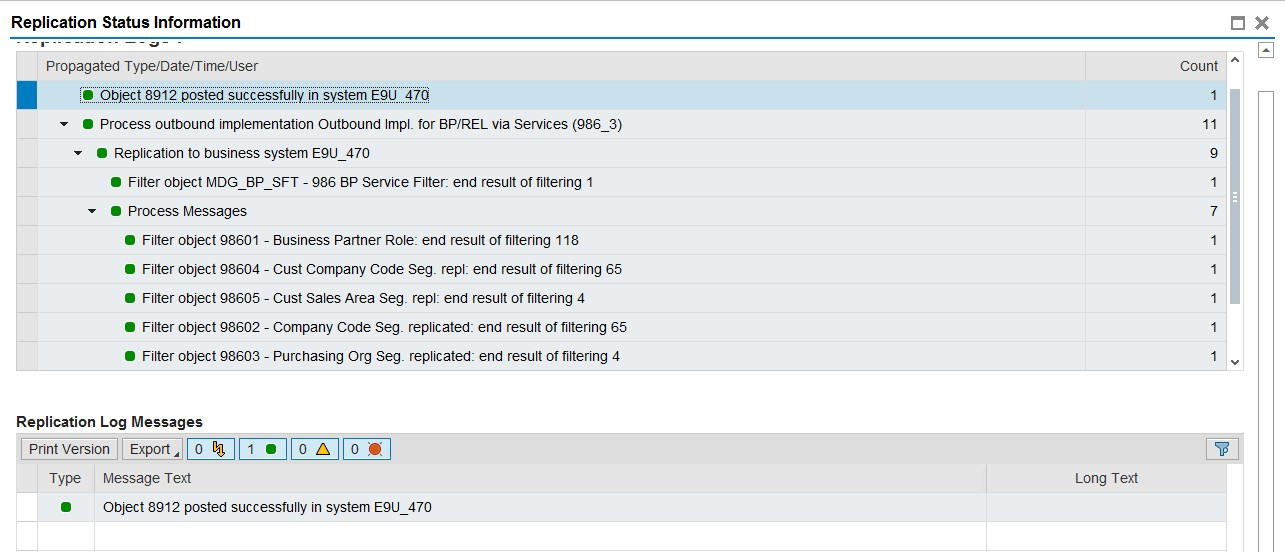 Replication Status Information
Propagated Type/Date/Time/User Count
Object 8912 posted successfully in system E9U_470 1
Process outbound implementation Outbound Impl. for BP/REL via Services (986_3) 11
Replication to business system E9U_470 9
Filter object MDG_BP_SFT - 986 BP Service Filter: end result of filtering 1 1
Process Messages 7
Filter object 98601 - Business Partner Role: end result of filtering 118 1
Filter object 98604 - Cust Company Code Seg. repl: end result of filtering 65 1
Filter object 98605 - Cust Sales Area Seg. repl: end result of filtering 4 1
Filter object 98602 - Company Code Seg. replicated: end result of filtering 65 1
Filter object 98603 - Purchasing Org Seg. replicated: end result of filtering 4 1
Replication Log Messages
Print Version Export 0 1 0 0
Type Message Text Long Text
Object 8912 posted successfully in system E9U_470